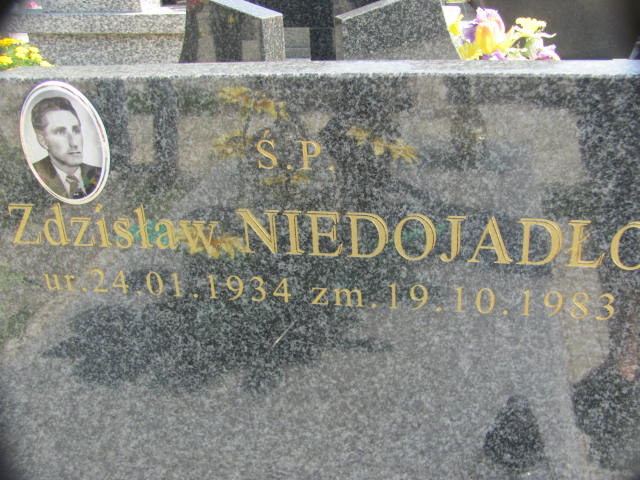 Ś.P.
Zdzisław NIEDOJADŁO
ur.24.01.1934 zm.19.10.1983